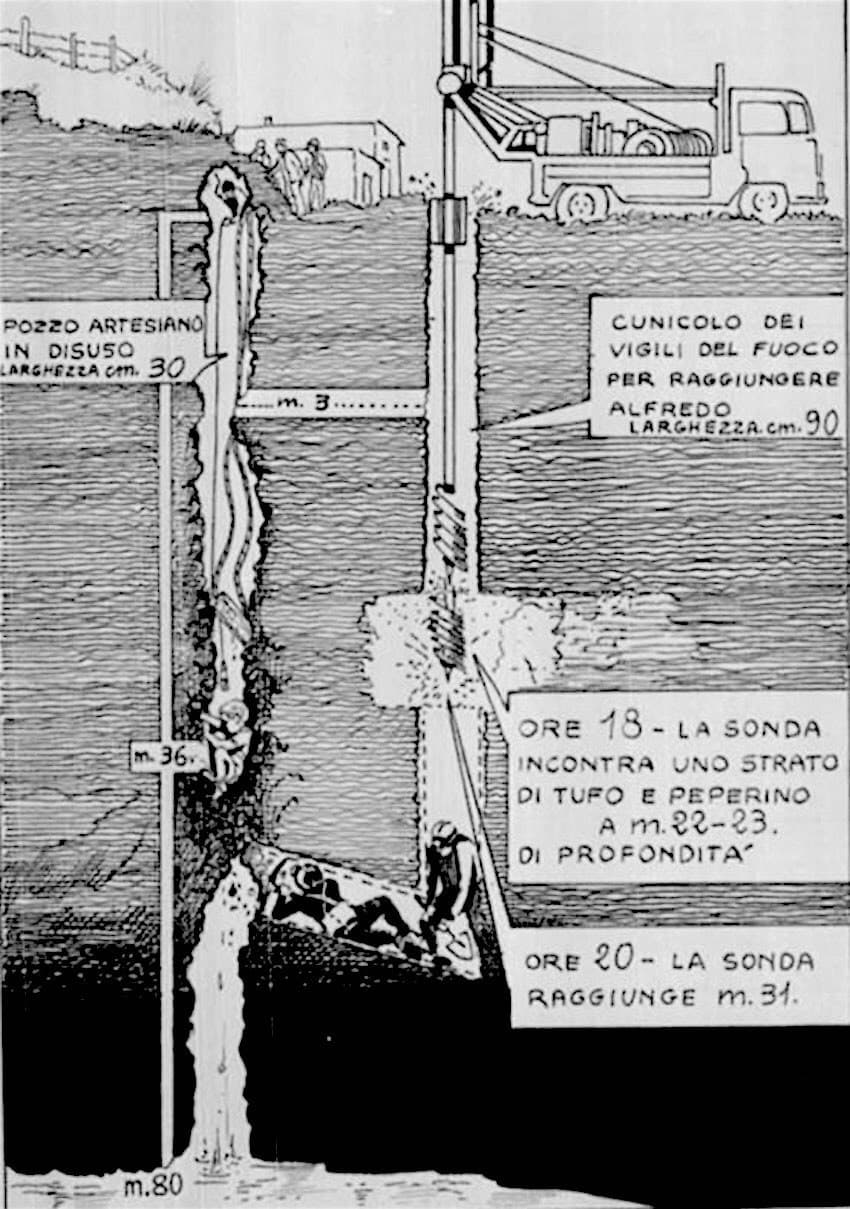 POZZO ARTESIANO
IN DISUSO
LARGHEZZA cm. 30
m. 3
CUNICOLO DEI
VIGILI DEL FUOCO
PER RAGGIUNGERE
ALFREDO
LARGHEZZA. cm. 90
m. 36.
ORE 18 - LA SONDA
INCONTRA UNO STRATO
DI TUFO E PEPERINO
A m. 22-23.
DI PROFONDITA'
ORE 20 - LA SONDA
RAGGIUNGE m. 31.
m. 80